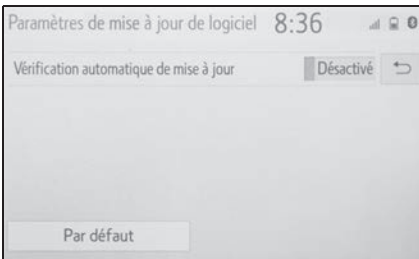 Paramètres de mise à jour de logiciel 8:36
Vérification automatique de mise à jour Désactivé
Par défaut